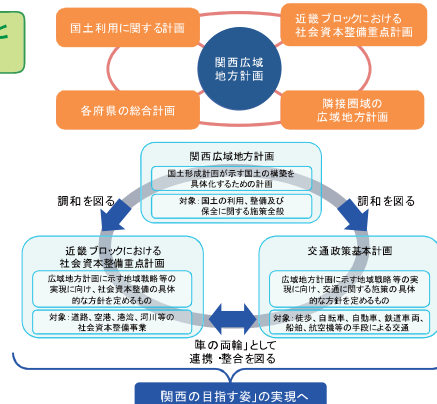 と
国土利用に関する計画
近畿ブロックにおける
社会資本整備重点計画
関西広域
地方計画
各府県の総合計画
隣接圏域の
広域地方計画
関西広域地方計画
国土形成計画が示す国土の構築を
具体化するための計画
対象：国土の利用、整備及び
保全に関する施策全般
調和を図る
調和を図る
近畿ブロックにおける
社会資本整備重点計画
広域地方計画に示す地域戦略等の
実現に向け、社会資本整備の具体
的な方針を定めるもの
対象：道路、空港、港湾、河川等の
社会資本整備事業
交通政策基本計画
広域地方計画に示す地域戦略等の実
現に向け、交通に関する施策の具体
的な方針を定めるもの
対象：徒歩、自転車、自動車、鉄道車両、
船舶、航空機等の手段による交通
「車の両輪」として
連携・整合を図る
「関西の目指す姿」の実現へ